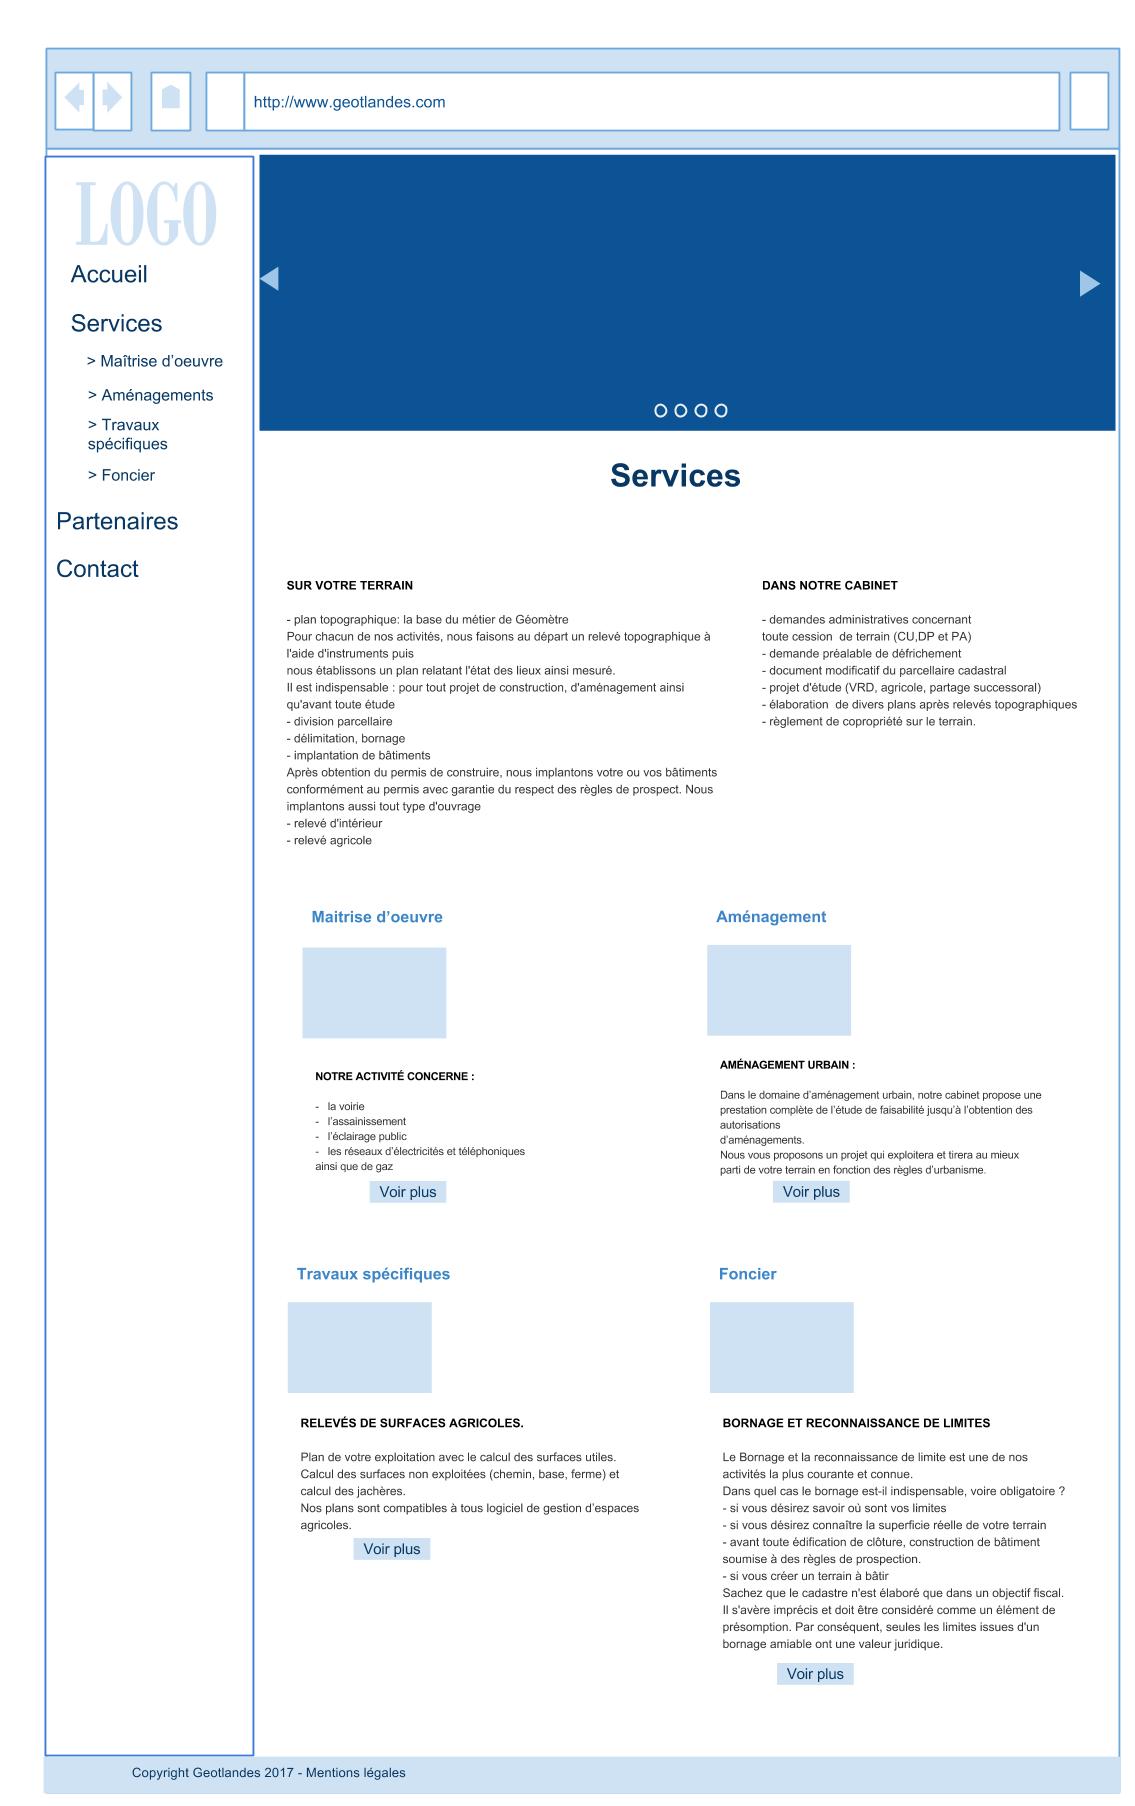 http://www.geotlandes.com
LOGO
Accueil
Services
> Maîtrise d’oeuvre
> Aménagements
> Travaux
spécifiques
> Foncier
Partenaires
Contact
Services
SUR VOTRE TERRAIN
- plan topographique: la base du métier de Géomètre
Pour chacun de nos activités, nous faisons au départ un relevé topographique à
l'aide d'instruments puis
nous établissons un plan relatant l'état des lieux ainsi mesuré.
Il est indispensable : pour tout projet de construction, d'aménagement ainsi
qu'avant toute étude
- division parcellaire
- délimitation, bornage
- implantation de bâtiments
Après obtention du permis de construire, nous implantons votre ou vos bâtiments
conformément au permis avec garantie du respect des règles de prospect. Nous
implantons aussi tout type d'ouvrage
- relevé d'intérieur
- relevé agricole
DANS NOTRE CABINET
- demandes administratives concernant
toute cession  de terrain (CU,DP et PA)
- demande préalable de défrichement
- document modificatif du parcellaire cadastral
- projet d'étude (VRD, agricole, partage successoral)
- élaboration  de divers plans après relevés topographiques
- règlement de copropriété sur le terrain.
Maitrise d’oeuvre
NOTRE ACTIVITÉ CONCERNE :
- la voirie
- l’assainissement
- l’éclairage public
- les réseaux d’électricités et téléphoniques
ainsi que de gaz
Voir plus
Aménagement
AMÉNAGEMENT URBAIN :
Dans le domaine d’aménagement urbain, notre cabinet propose une
prestation complète de l’étude de faisabilité jusqu’à l’obtention des
autorisations
d’aménagements.
Nous vous proposons un projet qui exploitera et tirera au mieux
parti de votre terrain en fonction des règles d’urbanisme.
Voir plus
Travaux spécifiques
RELEVÉS DE SURFACES AGRICOLES.
Plan de votre exploitation avec le calcul des surfaces utiles.
Calcul des surfaces non exploitées (chemin, base, ferme) et
calcul des jachères.
Nos plans sont compatibles à tous logiciel de gestion d’espaces
agricoles.
Voir plus
Foncier
BORNAGE ET RECONNAISSANCE DE LIMITES
Le Bornage et la reconnaissance de limite est une de nos
activités la plus courante et connue.
Dans quel cas le bornage est-il indispensable, voire obligatoire ?
- si vous désirez savoir où sont vos limites
- si vous désirez connaître la superficie réelle de votre terrain
- avant toute édification de clôture, construction de bâtiment
soumise à des règles de prospection.
- si vous créer un terrain à bâtir
Sachez que le cadastre n'est élaboré que dans un objectif fiscal.
Il s'avère imprécis et doit être considéré comme un élément de
présomption. Par conséquent, seules les limites issues d'un
bornage amiable ont une valeur juridique.
Voir plus
Copyright Geotlandes 2017 - Mentions légales